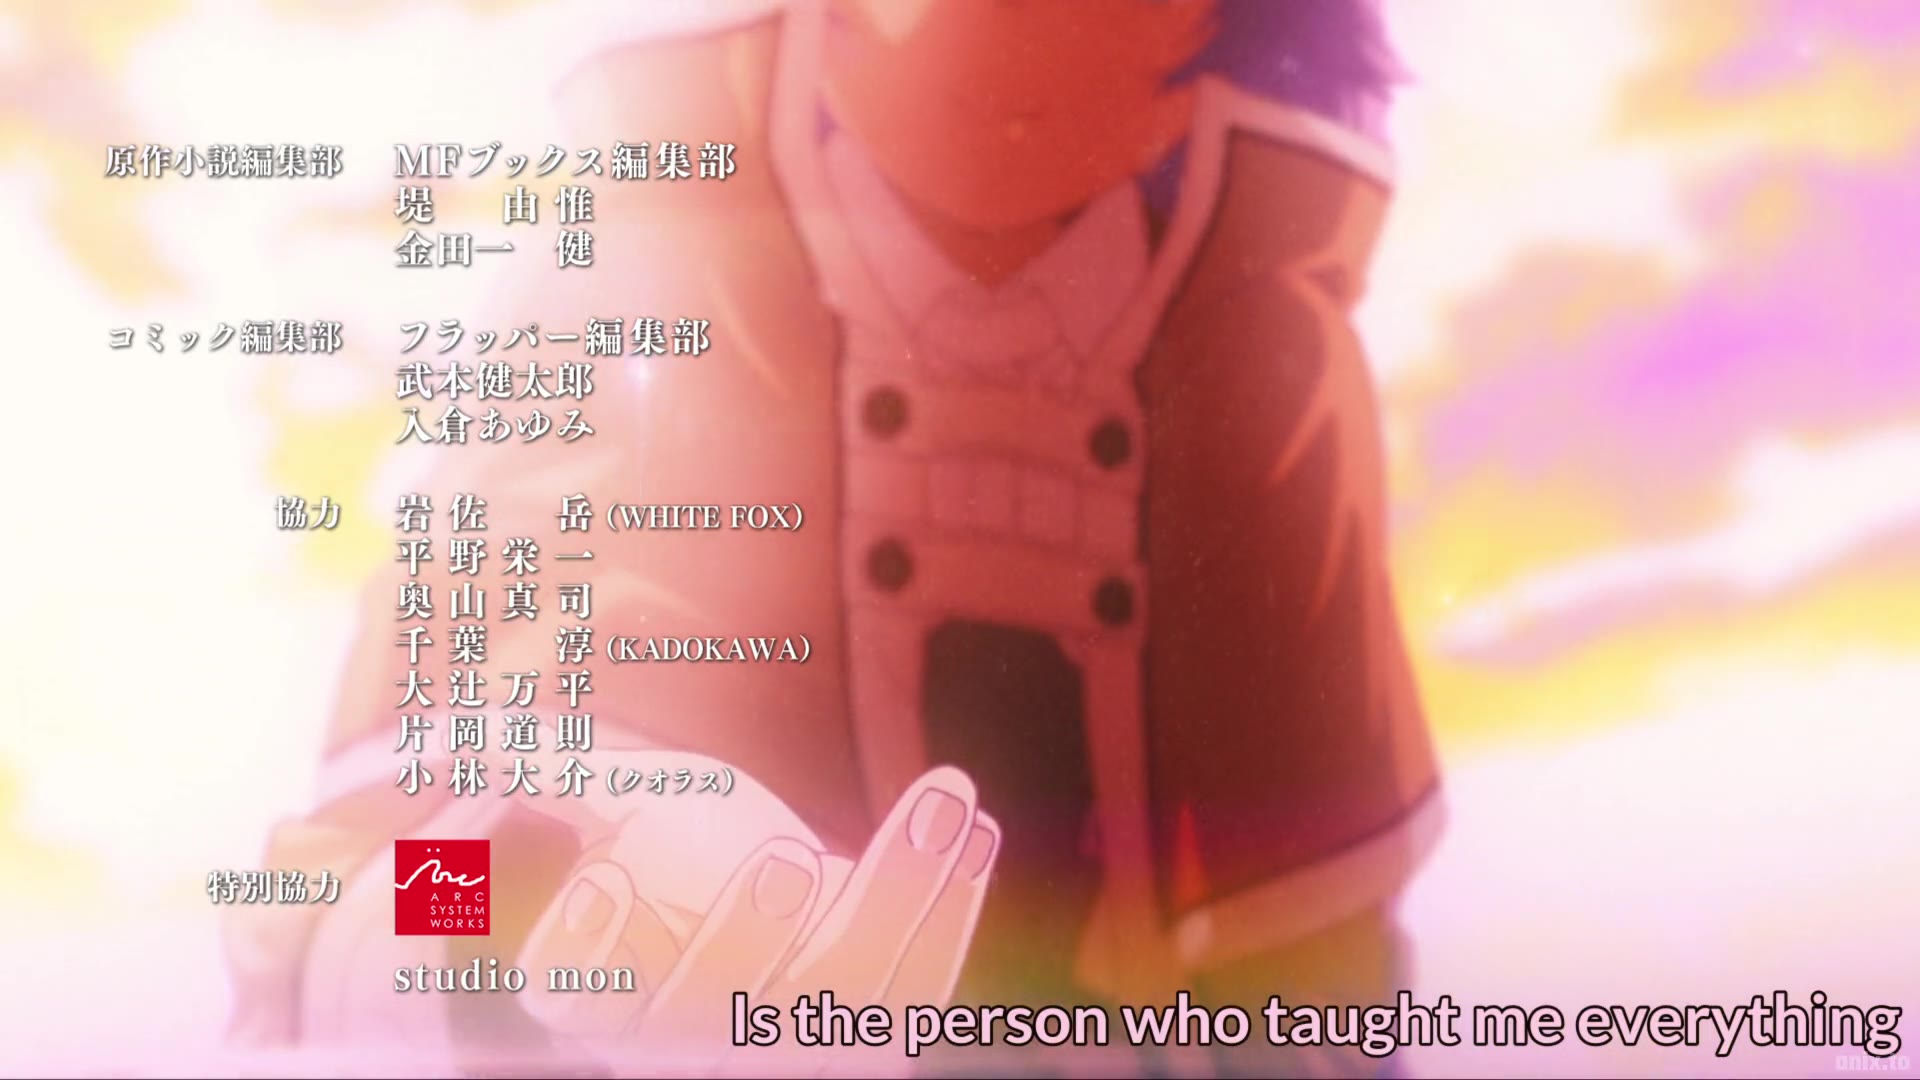 原作小説編集部 MFブックス編集部
堤 由惟
金田一 健
コミック編集部 フラッパー編集部
武本健太郎
入倉あゆみ
協力 岩佐 岳(WHITE FOX)
平野栄一
奥山真司
千葉 淳(KADOKAWA)
大辻万平
片岡道則
小林大介(クオラス)
特別協力 ARC
SYSTEM
WORKS
studio mon
Is the person who taught me everything
anix.to